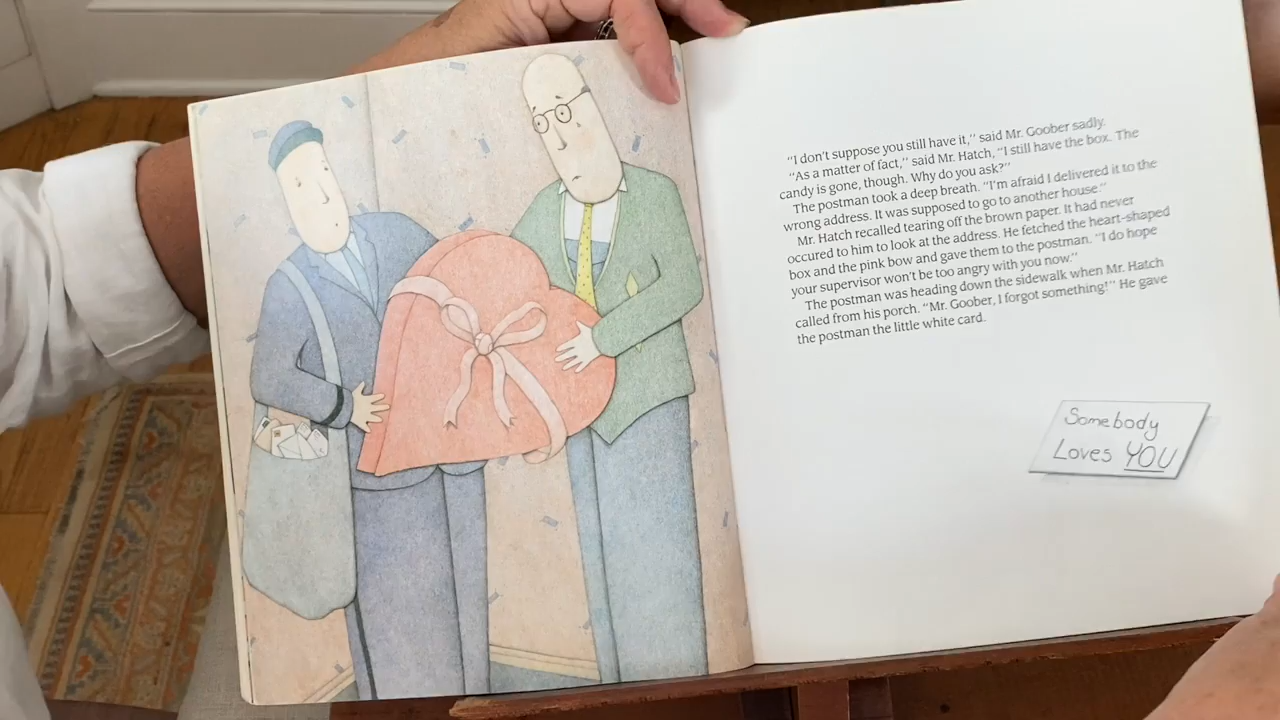 "I don't suppose you still have it," said Mr. Goober sadly.
"As a matter of fact," said Mr. Hatch, "I still have the box. The
candy is gone, though. Why do you ask?"
The postman took a deep breath. "I'm afraid I delivered it to the
wrong address. It was supposed to go to another house."
Mr. Hatch recalled tearing off the brown paper. It had never
occured to him to look at the address. He fetched the heart-shaped
box and the pink bow and gave them to the postman. "I do hope
your supervisor won't be too angry with you now."
The postman was heading down the sidewalk when Mr. Hatch
called from his porch. "Mr. Goober, I forgot something!" He gave
the postman the little white card.
Somebody
Loves YOU